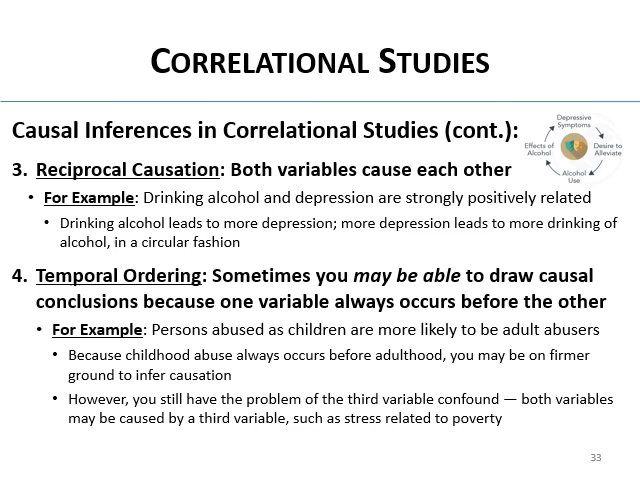 CORRELATIONAL STUDIES
Causal Inferences in Correlational Studies (cont.):
Depressive
Symptoms
Effects of
Alcohol
Desire to
Alleviate
Alcohol
Use
3. Reciprocal Causation: Both variables cause each other
• For Example: Drinking alcohol and depression are strongly positively related
• Drinking alcohol leads to more depression; more depression leads to more drinking of
alcohol, in a circular fashion
4. Temporal Ordering: Sometimes you may be able to draw causal
conclusions because one variable always occurs before the other
• For Example: Persons abused as children are more likely to be adult abusers
• Because childhood abuse always occurs before adulthood, you may be on firmer
ground to infer causation
• However, you still have the problem of the third variable confound — both variables
may be caused by a third variable, such as stress related to poverty
33